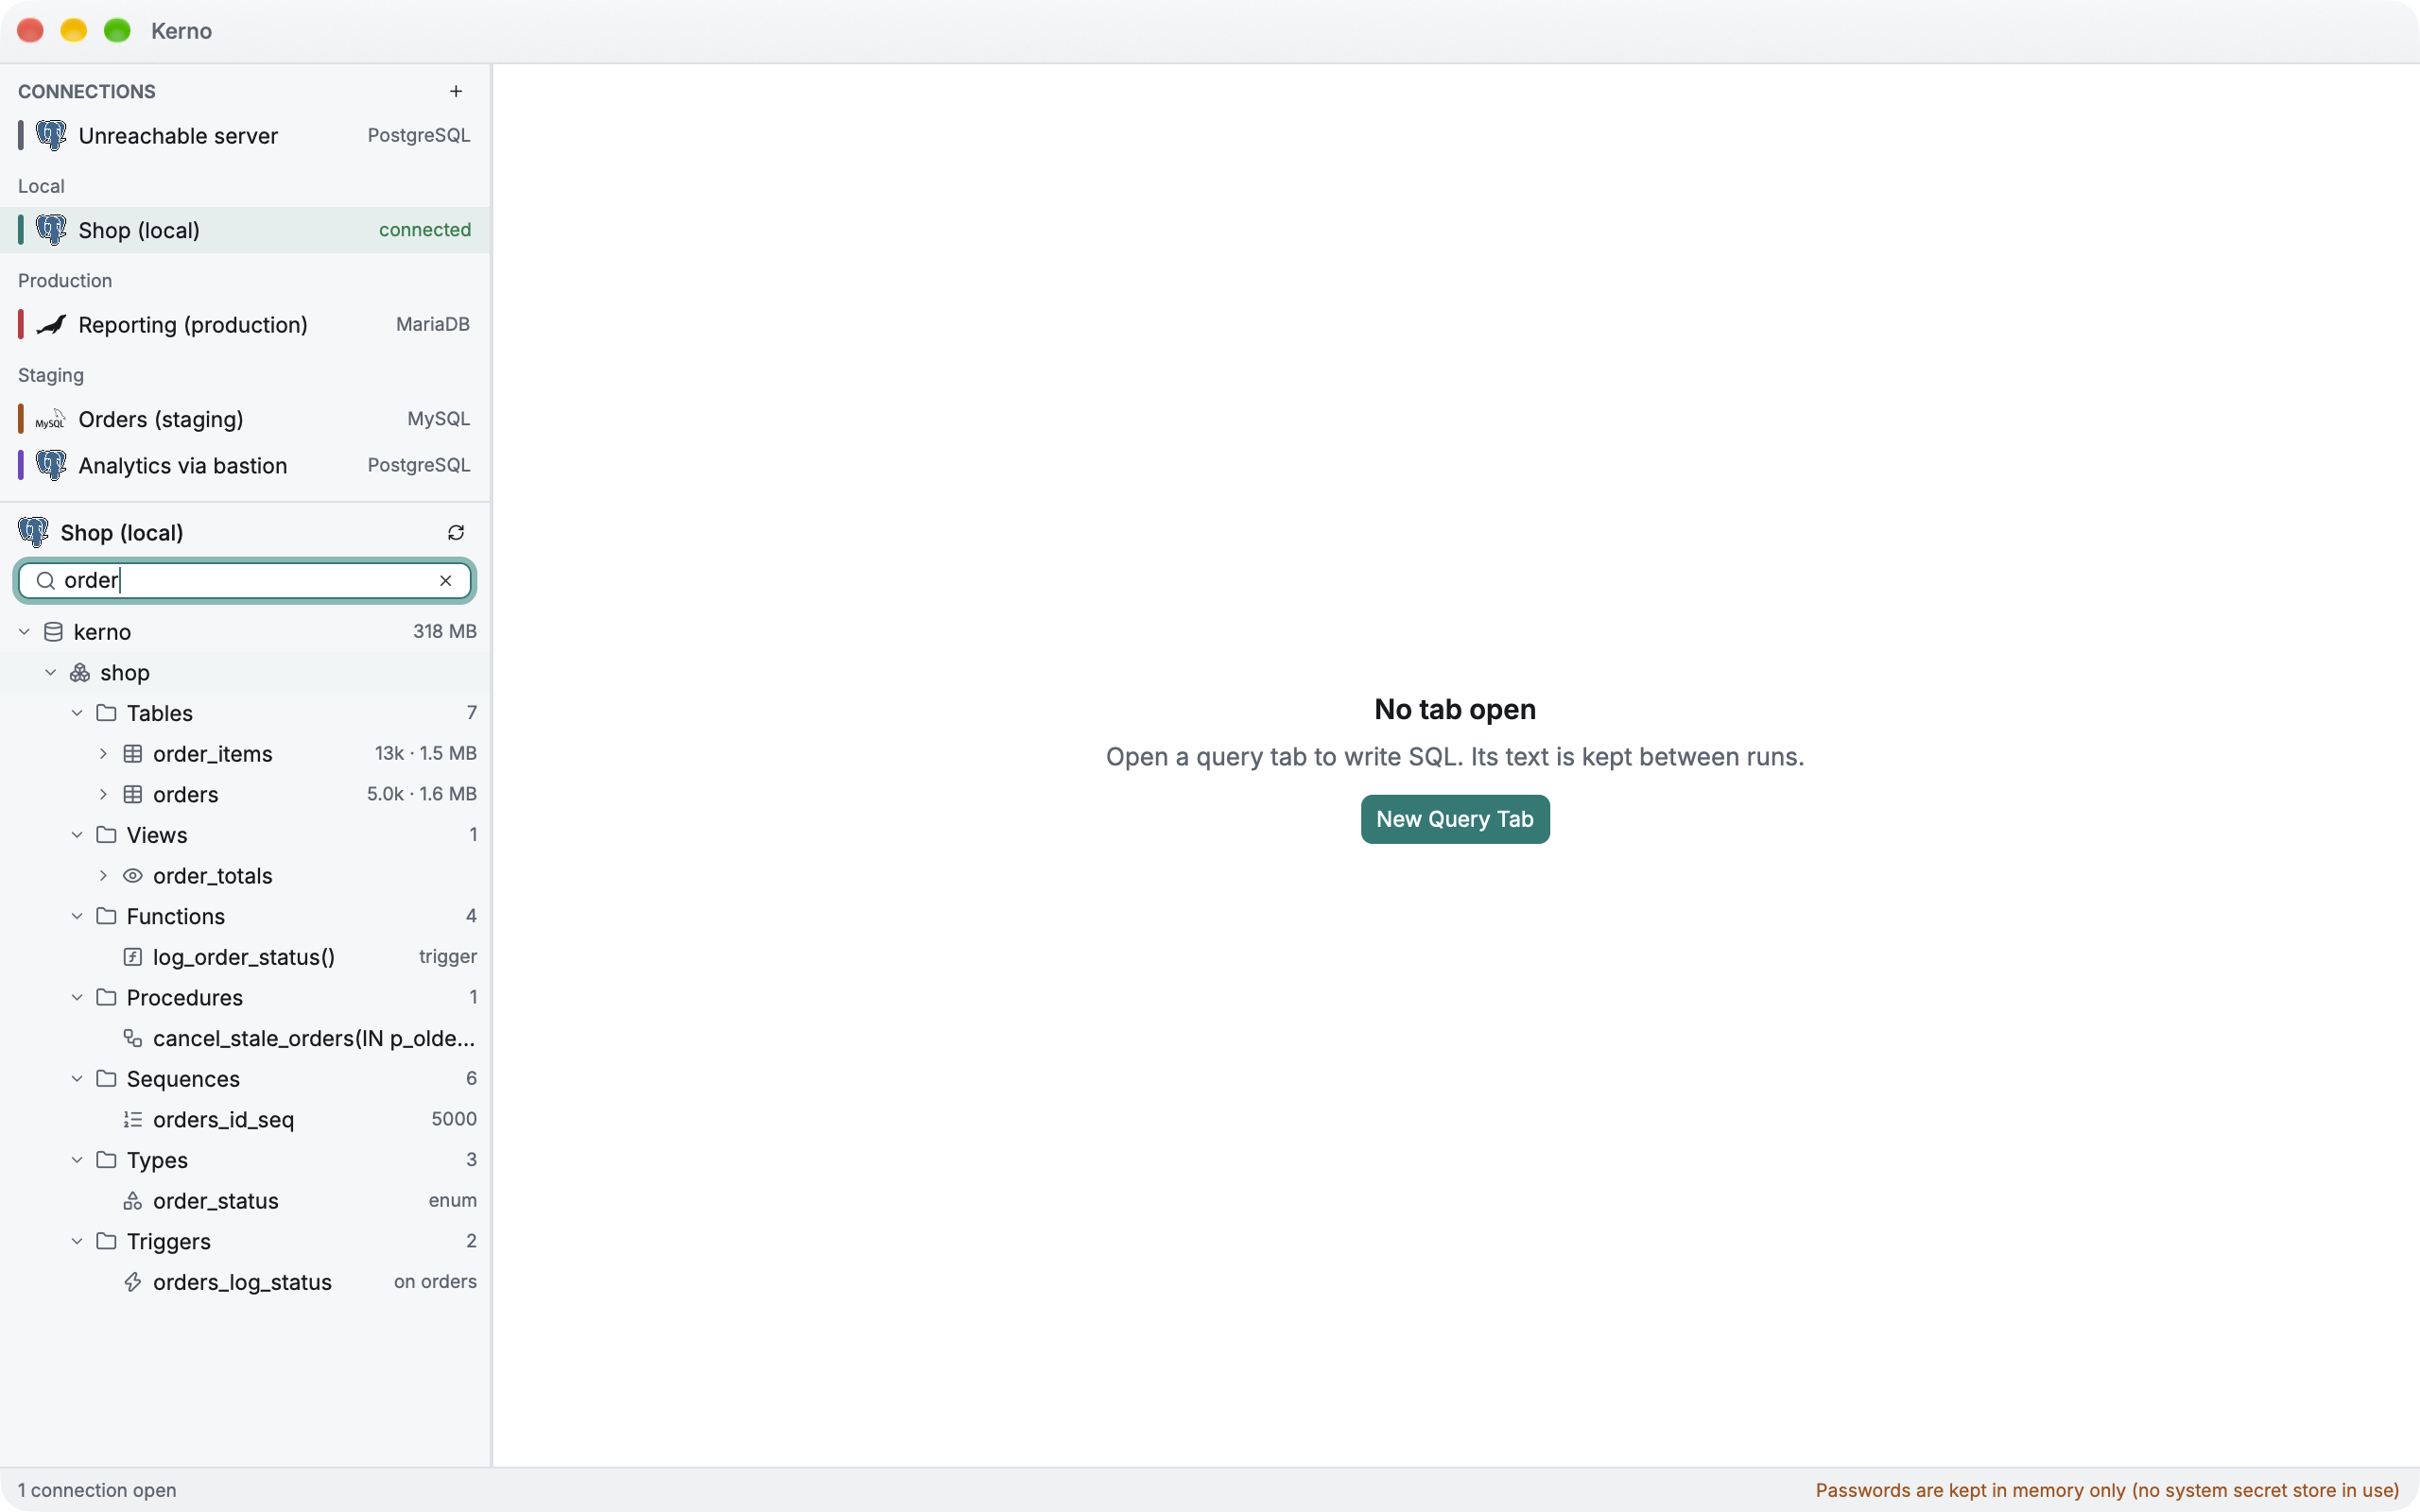 Kerno
CONNECTIONS
Unreachable server PostgreSQL
Local
Shop (local) connected
Production
Reporting (production) MariaDB
Staging
MySQL Orders (staging) MySQL
Analytics via bastion PostgreSQL
Shop (local)
order
kerno 318 MB
shop
Tables 7
order_items 13k · 1.5 MB
orders 5.0k · 1.6 MB
Views 1
order_totals
Functions 4
log_order_status() trigger
Procedures 1
cancel_stale_orders(IN p_olde...
Sequences 6
orders_id_seq 5000
Types 3
order_status enum
Triggers 2
orders_log_status on orders
No tab open
Open a query tab to write SQL. Its text is kept between runs.
New Query Tab
1 connection open
Passwords are kept in memory only (no system secret store in use)